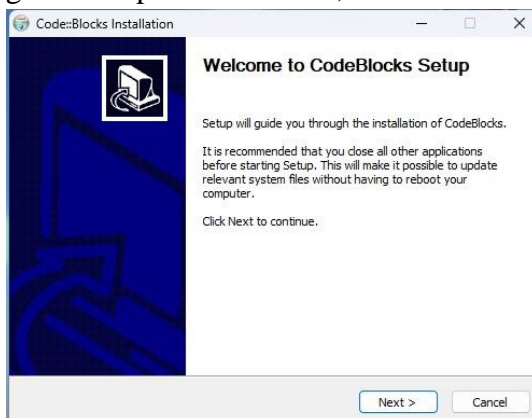 Code::Blocks Installation
Welcome to CodeBlocks Setup
Setup will guide you through the installation of CodeBlocks.
It is recommended that you close all other applications
before starting Setup. This will make it possible to update
relevant system files without having to reboot your
computer.
Click Next to continue.
Next >
Cancel